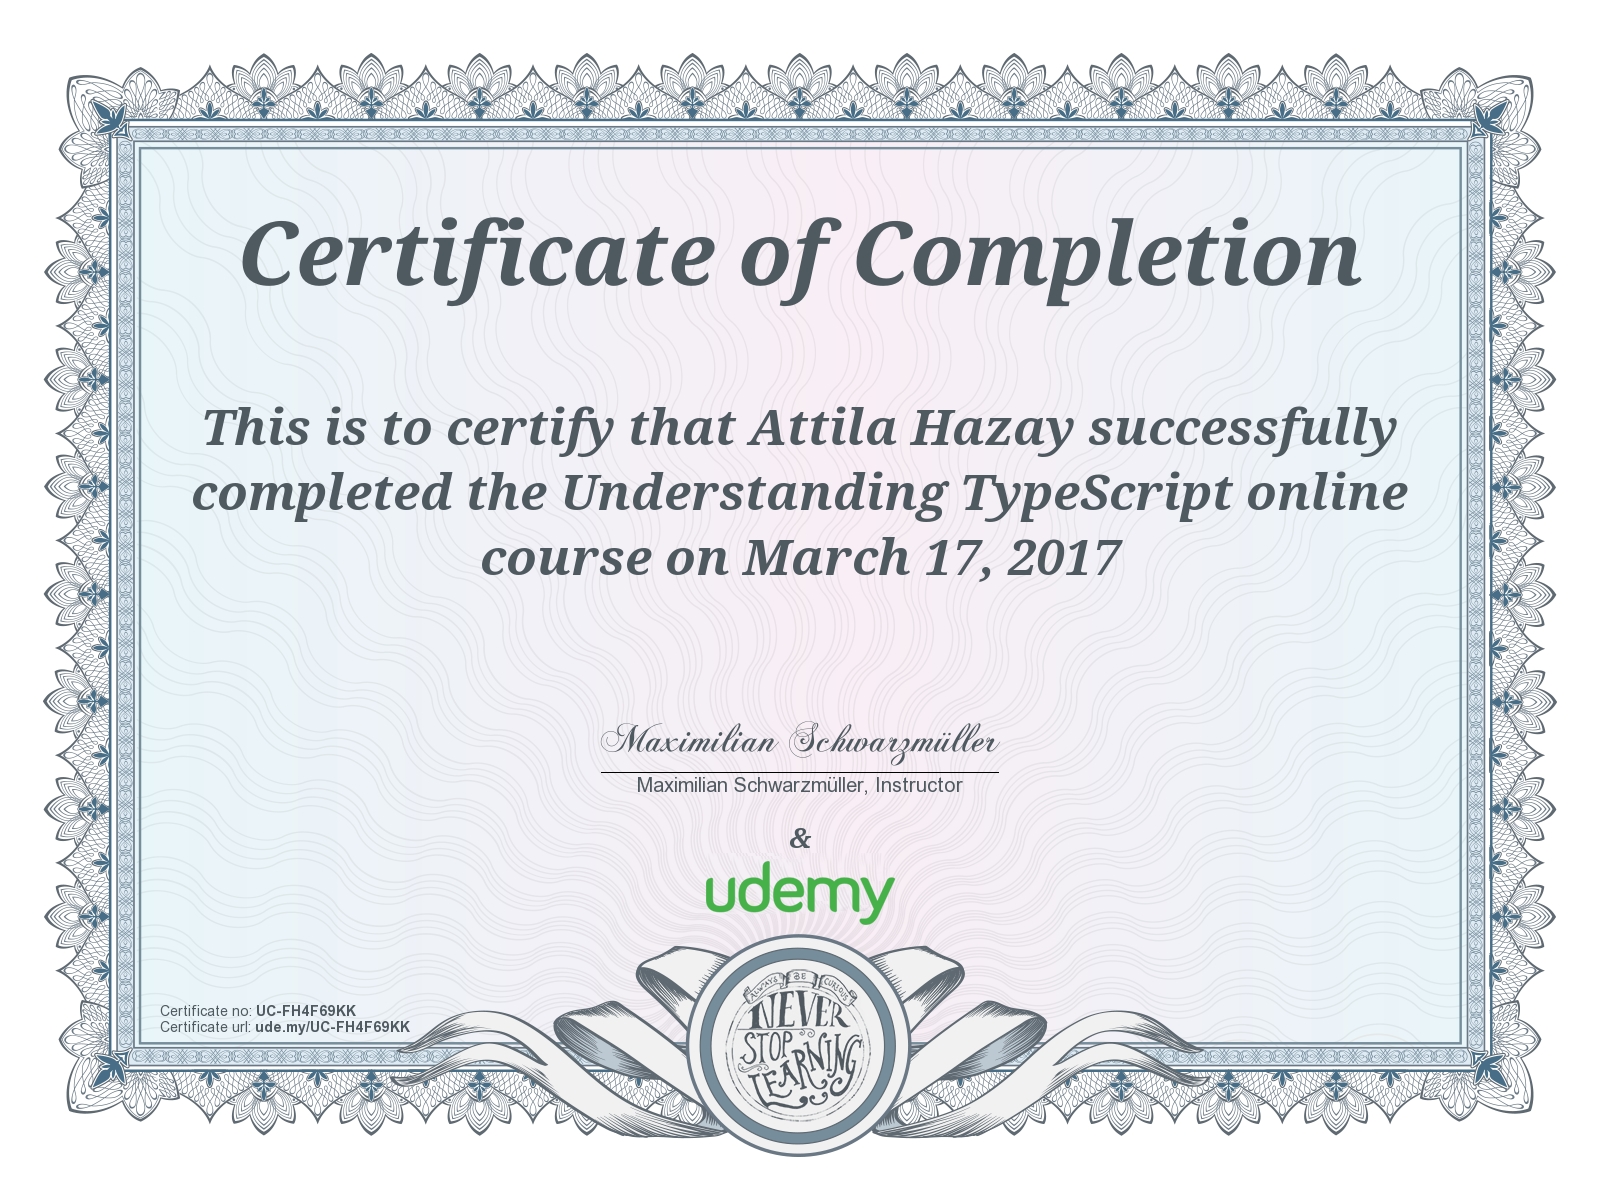 Certificate of Completion
This is to certify that Attila Hazay successfully
completed the Understanding TypeScript online
course on March 17, 2017
Maximilian Schwarzmüller
Maximilian Schwarzmüller, Instructor
&
udemy
Certificate no: UC-FH4F69KK
Certificate url: ude.my/UC-FH4F69KK
ALWAYS BE CURIOUS
NEVER
STOP
LEARNING